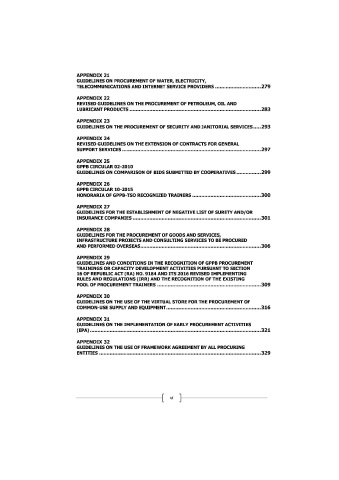 APPENDIX 21
GUIDELINES ON PROCUREMENT OF WATER, ELECTRICITY,
TELECOMMUNICATIONS AND INTERNET SERVICE PROVIDERS ..............................279
APPENDIX 22
REVISED GUIDELINES ON THE PROCUREMENT OF PETROLEUM, OIL AND
LUBRICANT PRODUCTS ..............................283
APPENDIX 23
GUIDELINES ON THE PROCUREMENT OF SECURITY AND JANITORIAL SERVICES.....293
APPENDIX 24
REVISED GUIDELINES ON THE EXTENSION OF CONTRACTS FOR GENERAL
SUPPORT SERVICES ..............................297
APPENDIX 25
GPPB CIRCULAR 02-2010
GUIDELINES ON COMPARISON OF BIDS SUBMITTED BY COOPERATIVES ................299
APPENDIX 26
GPPB CIRCULAR 10-2015
HONORARIA OF GPPB-TSO RECOGNIZED TRAINERS ..............................300
APPENDIX 27
GUIDELINES FOR THE ESTABLISHMENT OF NEGATIVE LIST OF SURETY AND/OR
INSURANCE COMPANIES ..............................301
APPENDIX 28
GUIDELINES FOR THE PROCUREMENT OF GOODS AND SERVICES,
INFRASTRUCTURE PROJECTS AND CONSULTING SERVICES TO BE PROCURED
AND PERFORMED OVERSEAS..............................306
APPENDIX 29
GUIDELINES AND CONDITIONS IN THE RECOGNITION OF GPPB PROCUREMENT
TRAININGS OR CAPACITY DEVELOPMENT ACTIVITIES PURSUANT TO SECTION
16 OF REPUBLIC ACT (RA) NO. 9184 AND ITS 2016 REVISED IMPLEMENTING
RULES AND REGULATIONS (IRR) AND THE RECOGNITION OF THE EXISTING
POOL OF PROCUREMENT TRAINERS ..............................309
APPENDIX 30
GUIDELINES ON THE USE OF THE VIRTUAL STORE FOR THE PROCUREMENT OF
COMMON-USE SUPPLY AND EQUIPMENT..............................316
APPENDIX 31
GUIDELINES ON THE IMPLEMENTATION OF EARLY PROCUREMENT ACTIVITIES
(EPA)..............................321
APPENDIX 32
GUIDELINES ON THE USE OF FRAMEWORK AGREEMENT BY ALL PROCURING
ENTITIES ..............................329